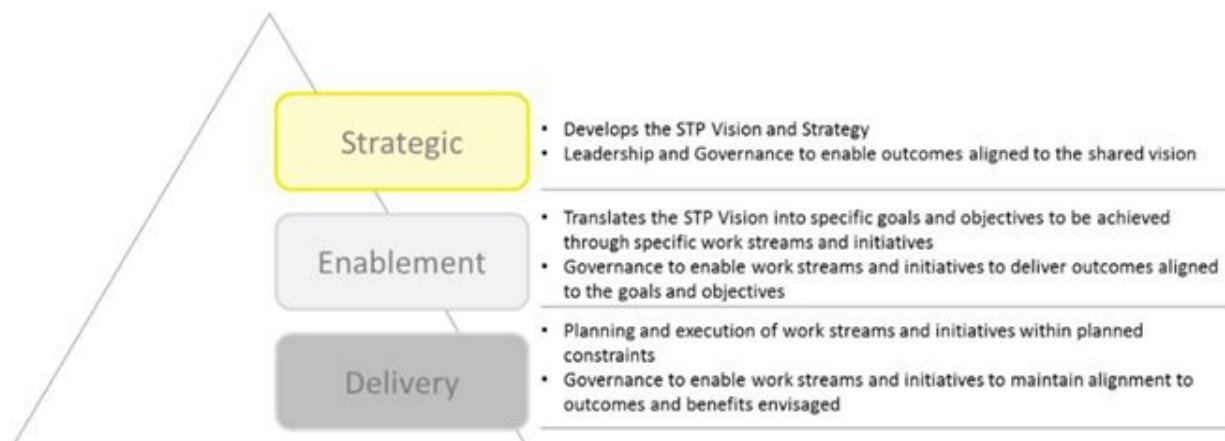 Strategic
• Develops the STP Vision and Strategy
• Leadership and Governance to enable outcomes aligned to the shared vision
Enablement
• Translates the STP Vision into specific goals and objectives to be achieved
through specific work streams and initiatives
• Governance to enable work streams and initiatives to deliver outcomes aligned
to the goals and objectives
Delivery
• Planning and execution of work streams and initiatives within planned
constraints
• Governance to enable work streams and initiatives to maintain alignment to
outcomes and benefits envisaged